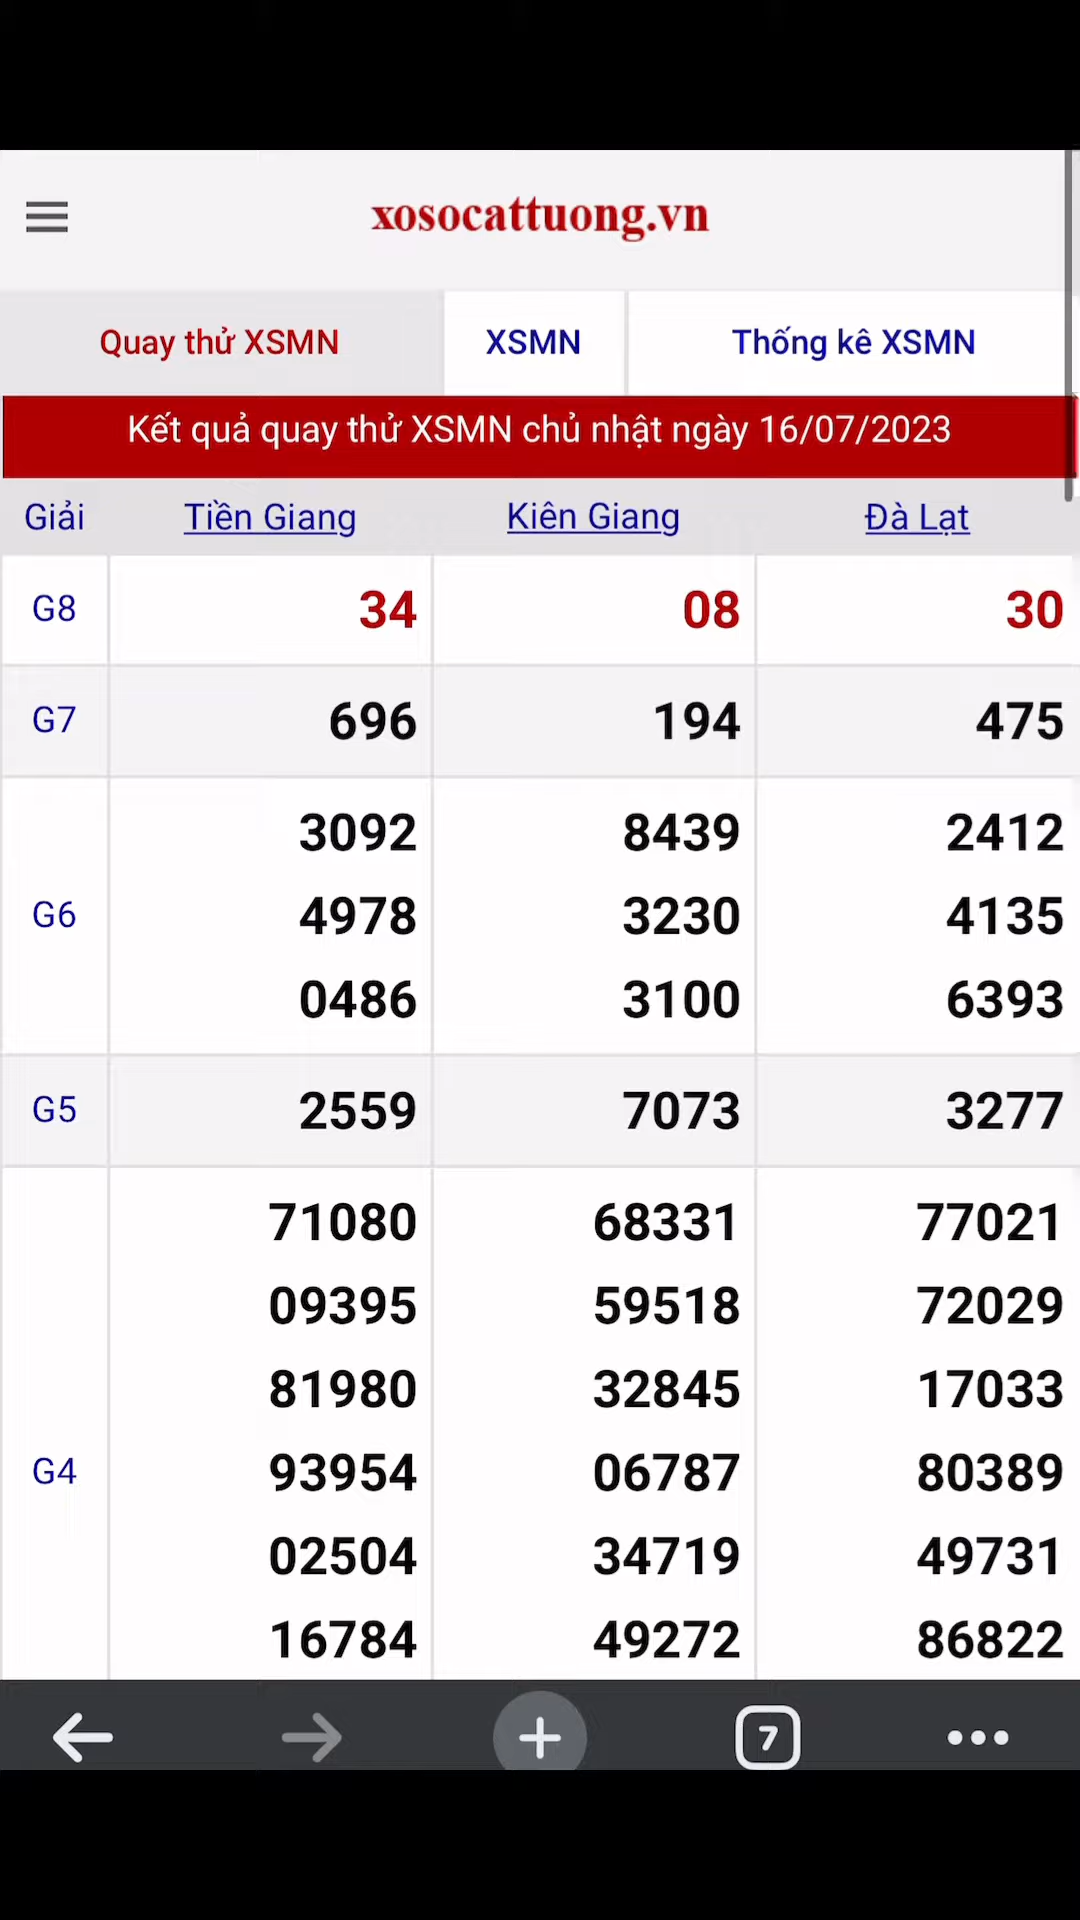 xosocattuong.vn
Quay thử XSMN XSMN Thống kê XSMN
Kết quả quay thử XSMN chủ nhật ngày 16/07/2023
Giải Tiền Giang Kiên Giang Đà Lạt
G8 34 08 30
G7 696 194 475
3092 8439 2412
G6 4978 3230 4135
0486 3100 6393
G5 2559 7073 3277
71080 68331 77021
09395 59518 72029
81980 32845 17033
G4 93954 06787 80389
02504 34719 49731
16784 49272 86822
7